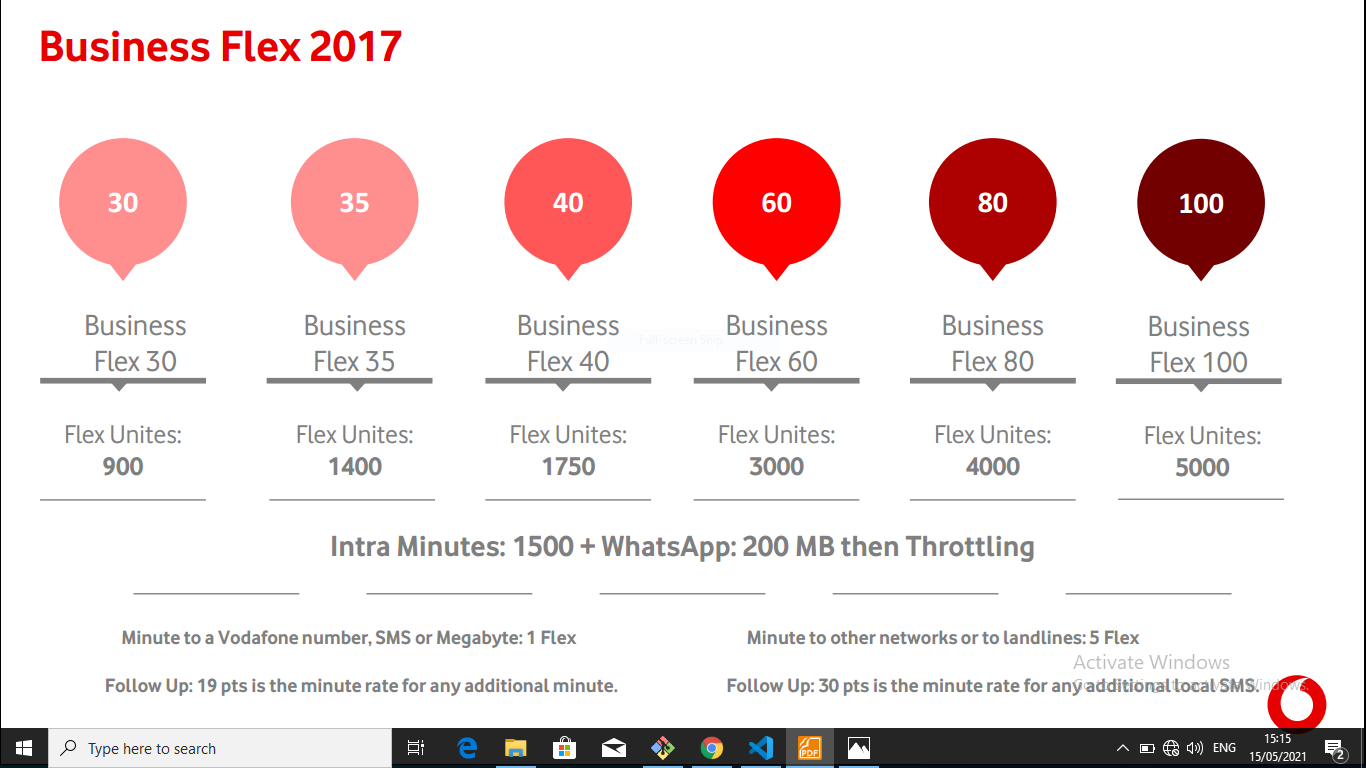 Business Flex 2017
30
35
40
60
80
100
Business
Flex 30
Business
Flex 35
Business
Flex 40
Business
Flex 60
Business
Flex 80
Business
Flex 100
Full-screen Snip
Flex Unites:
900
Flex Unites:
1400
Flex Unites:
1750
Flex Unites:
3000
Flex Unites:
4000
Flex Unites:
5000
Intra Minutes: 1500 + WhatsApp: 200 MB then Throttling
Minute to a Vodafone number, SMS or Megabyte: 1 Flex
Minute to other networks or to landlines: 5 Flex
Follow Up: 19 pts is the minute rate for any additional minute.
Follow Up: 30 pts is the minute rate for any additional local SMS.
Activate Windows
Go to Settings to activate Windows.
Type here to search
PDF
ENG
15:15
15/05/2021
2